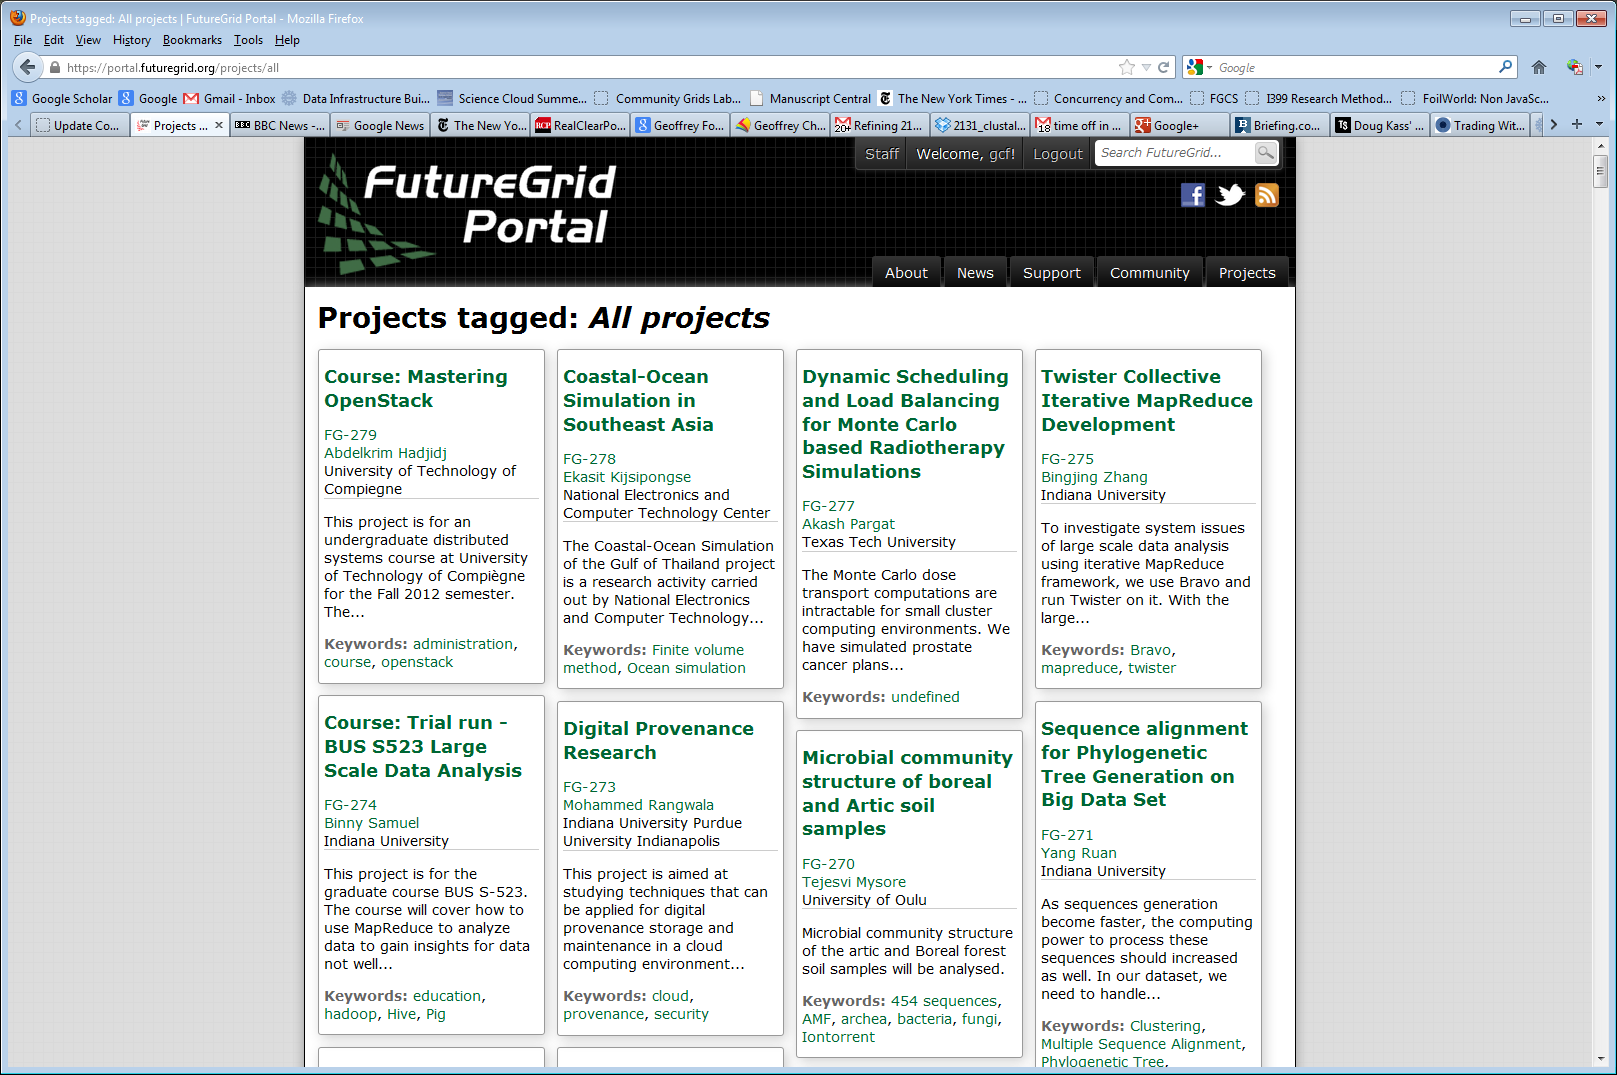 Projects tagged: All projects | FutureGrid Portal - Mozilla Firefox
File Edit View History Bookmarks Tools Help
https://portal.futuregrid.org/projects/all
Google
Google Scholar Google Gmail - Inbox Data Infrastructure Bui... Science Cloud Summe... Community Grids Lab... Manuscript Central The New York Times - ... Concurrency and Com... FGCS I399 Research Method... FoilWorld: Non JavaSc...
Update Co... Projects ... BBC News -... Google News The New Yo... RealClearPo... Geoffrey Fo... Geoffrey Ch... Refining 21... 2131_clustal... time off in ... Google+ Briefing.co... Doug Kass' ... Trading Wit...
Staff Welcome, gcf! Logout Search FutureGrid...
FutureGrid
Portal
About News Support Community Projects
Projects tagged: All projects
Course: Mastering
OpenStack
FG-279
Abdelkrim Hadjidj
University of Technology of
Compiegne
This project is for an
undergraduate distributed
systems course at University
of Technology of Compiègne
for the Fall 2012 semester.
The...
Keywords: administration,
course, openstack
Coastal-Ocean
Simulation in
Southeast Asia
FG-278
Ekasit Kijsipongse
National Electronics and
Computer Technology Center
The Coastal-Ocean Simulation
of the Gulf of Thailand project
is a research activity carried
out by National Electronics
and Computer Technology...
Keywords: Finite volume
method, Ocean simulation
Dynamic Scheduling
and Load Balancing
for Monte Carlo
based Radiotherapy
Simulations
FG-277
Akash Pargat
Texas Tech University
The Monte Carlo dose
transport computations are
intractable for small cluster
computing environments. We
have simulated prostate
cancer plans...
Keywords: undefined
Twister Collective
Iterative MapReduce
Development
FG-275
Bingjing Zhang
Indiana University
To investigate system issues
of large scale data analysis
using iterative MapReduce
framework, we use Bravo and
run Twister on it. With the
large...
Keywords: Bravo,
mapreduce, twister
Course: Trial run -
BUS S523 Large
Scale Data Analysis
FG-274
Binny Samuel
Indiana University
This project is for the
graduate course BUS S-523.
The course will cover how to
use MapReduce to analyze
data to gain insights for data
not well...
Keywords: education,
hadoop, Hive, Pig
Digital Provenance
Research
FG-273
Mohammed Rangwala
Indiana University Purdue
University Indianapolis
This project is aimed at
studying techniques that can
be applied for digital
provenance storage and
maintenance in a cloud
computing environment...
Keywords: cloud,
provenance, security
Microbial community
structure of boreal
and Artic soil
samples
FG-270
Tejesvi Mysore
University of Oulu
Microbial community structure
of the artic and Boreal forest
soil samples will be analysed.
Keywords: 454 sequences,
AMF, archea, bacteria, fungi,
Iontorrent
Sequence alignment
for Phylogenetic
Tree Generation on
Big Data Set
FG-271
Yang Ruan
Indiana University
As sequences generation
become faster, the computing
power to process these
sequences should increased
as well. In our dataset, we
need to handle...
Keywords: Clustering,
Multiple Sequence Alignment,
Phylogenetic Tree,